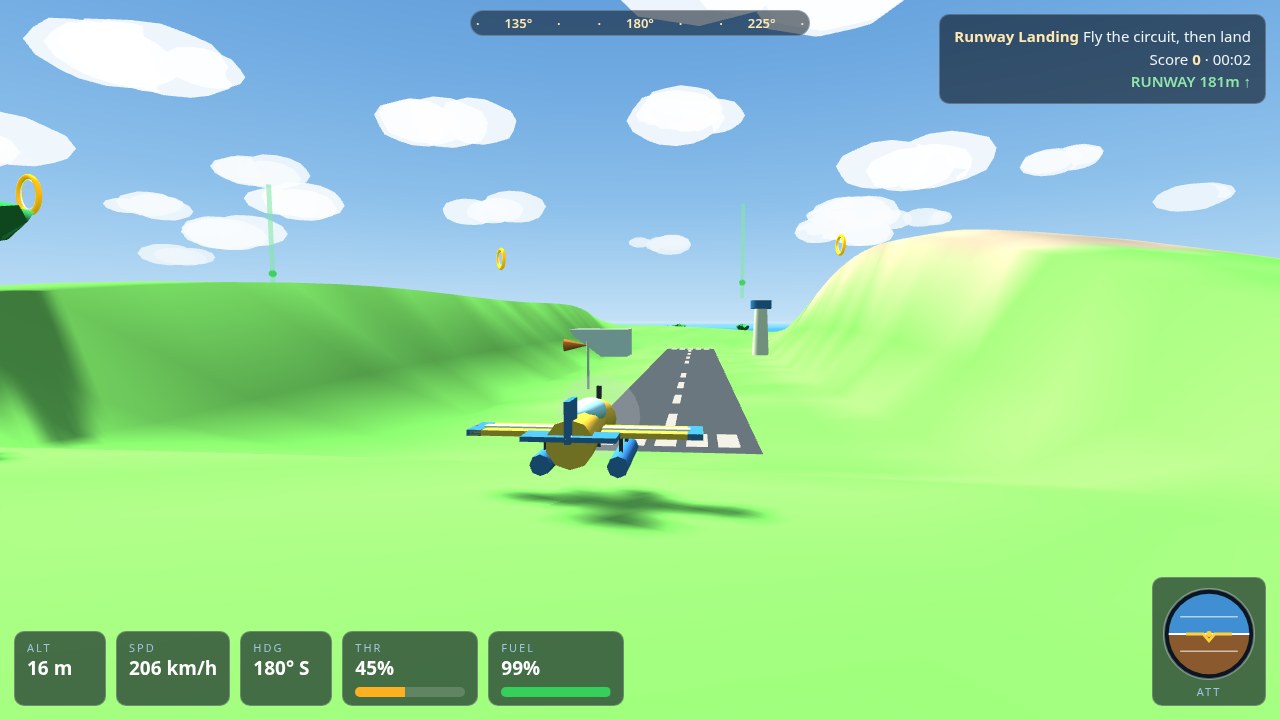 135° 180° 225°
Runway Landing Fly the circuit, then land
Score 0 · 00:02
RUNWAY 181m ↑
ALT
16 m
SPD
206 km/h
HDG
180° S
THR
45%
FUEL
99%
ATT